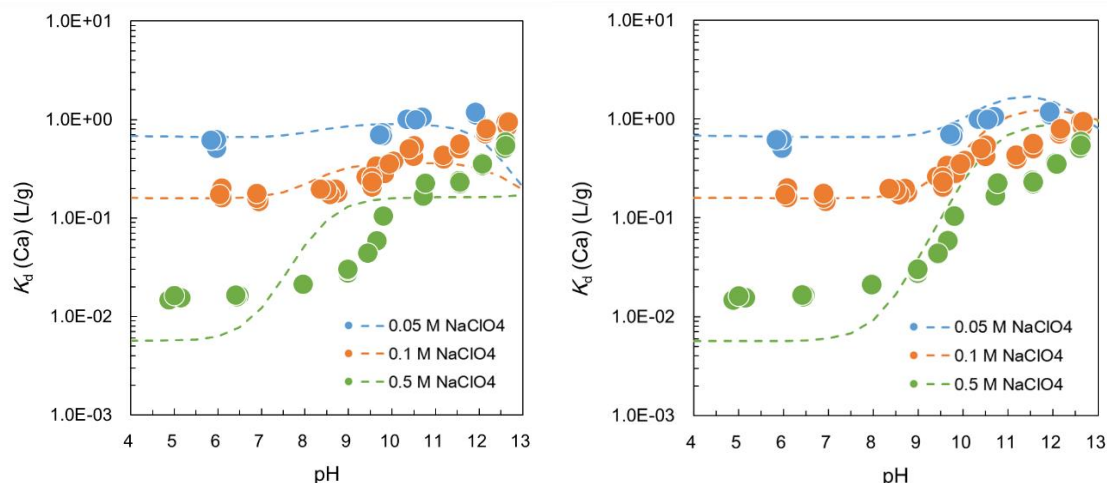 1.0E+01
1.0E+00
1.0E-01
1.0E-02
1.0E-03
Kd (Ca) (L/g)
4 5 6 7 8 9 10 11 12 13
pH
0.05 M NaClO4
0.1 M NaClO4
0.5 M NaClO4
1.0E+01
1.0E+00
1.0E-01
1.0E-02
1.0E-03
Kd (Ca) (L/g)
4 5 6 7 8 9 10 11 12 13
pH
0.05 M NaClO4
0.1 M NaClO4
0.5 M NaClO4